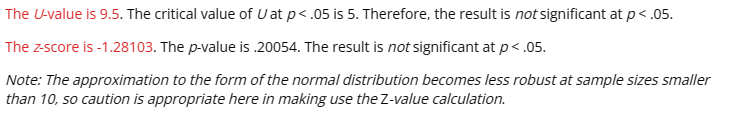 The U-value is 9.5. The critical value of U at p < .05 is 5. Therefore, the result is not significant at p < .05.
The z-score is -1.28103. The p-value is .20054. The result is not significant at p < .05.
Note: The approximation to the form of the normal distribution becomes less robust at sample sizes smaller
than 10, so caution is appropriate here in making use the Z-value calculation.